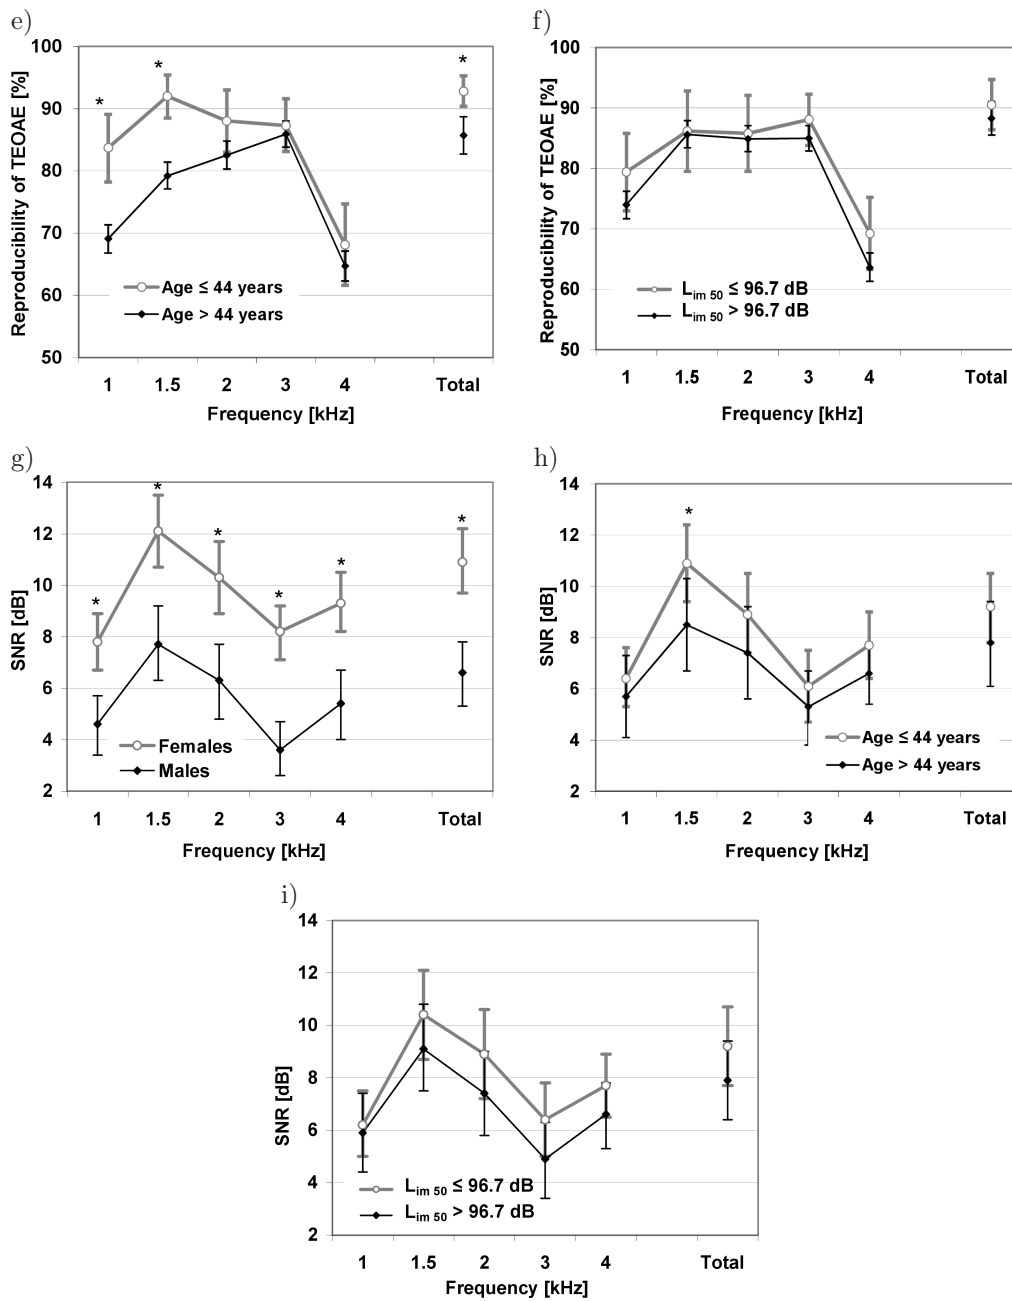 e)
Reproducibility of TEOAE [%]
100
90
80
70
60
50
* * *
Age ≤ 44 years
Age > 44 years
1 1.5 2 3 4 Total
Frequency [kHz]
f)
Reproducibility of TEOAE [%]
100
90
80
70
60
50
L im 50 ≤ 96.7 dB
L im 50 > 96.7 dB
1 1.5 2 3 4 Total
Frequency [kHz]
g)
SNR [dB]
14
12
10
8
6
4
2
* * * * * *
Females
Males
1 1.5 2 3 4 Total
Frequency [kHz]
h)
SNR [dB]
14
12
10
8
6
4
2
*
Age ≤ 44 years
Age > 44 years
1 1.5 2 3 4 Total
Frequency [kHz]
i)
SNR [dB]
14
12
10
8
6
4
2
L im 50 ≤ 96.7 dB
L im 50 > 96.7 dB
1 1.5 2 3 4 Total
Frequency [kHz]